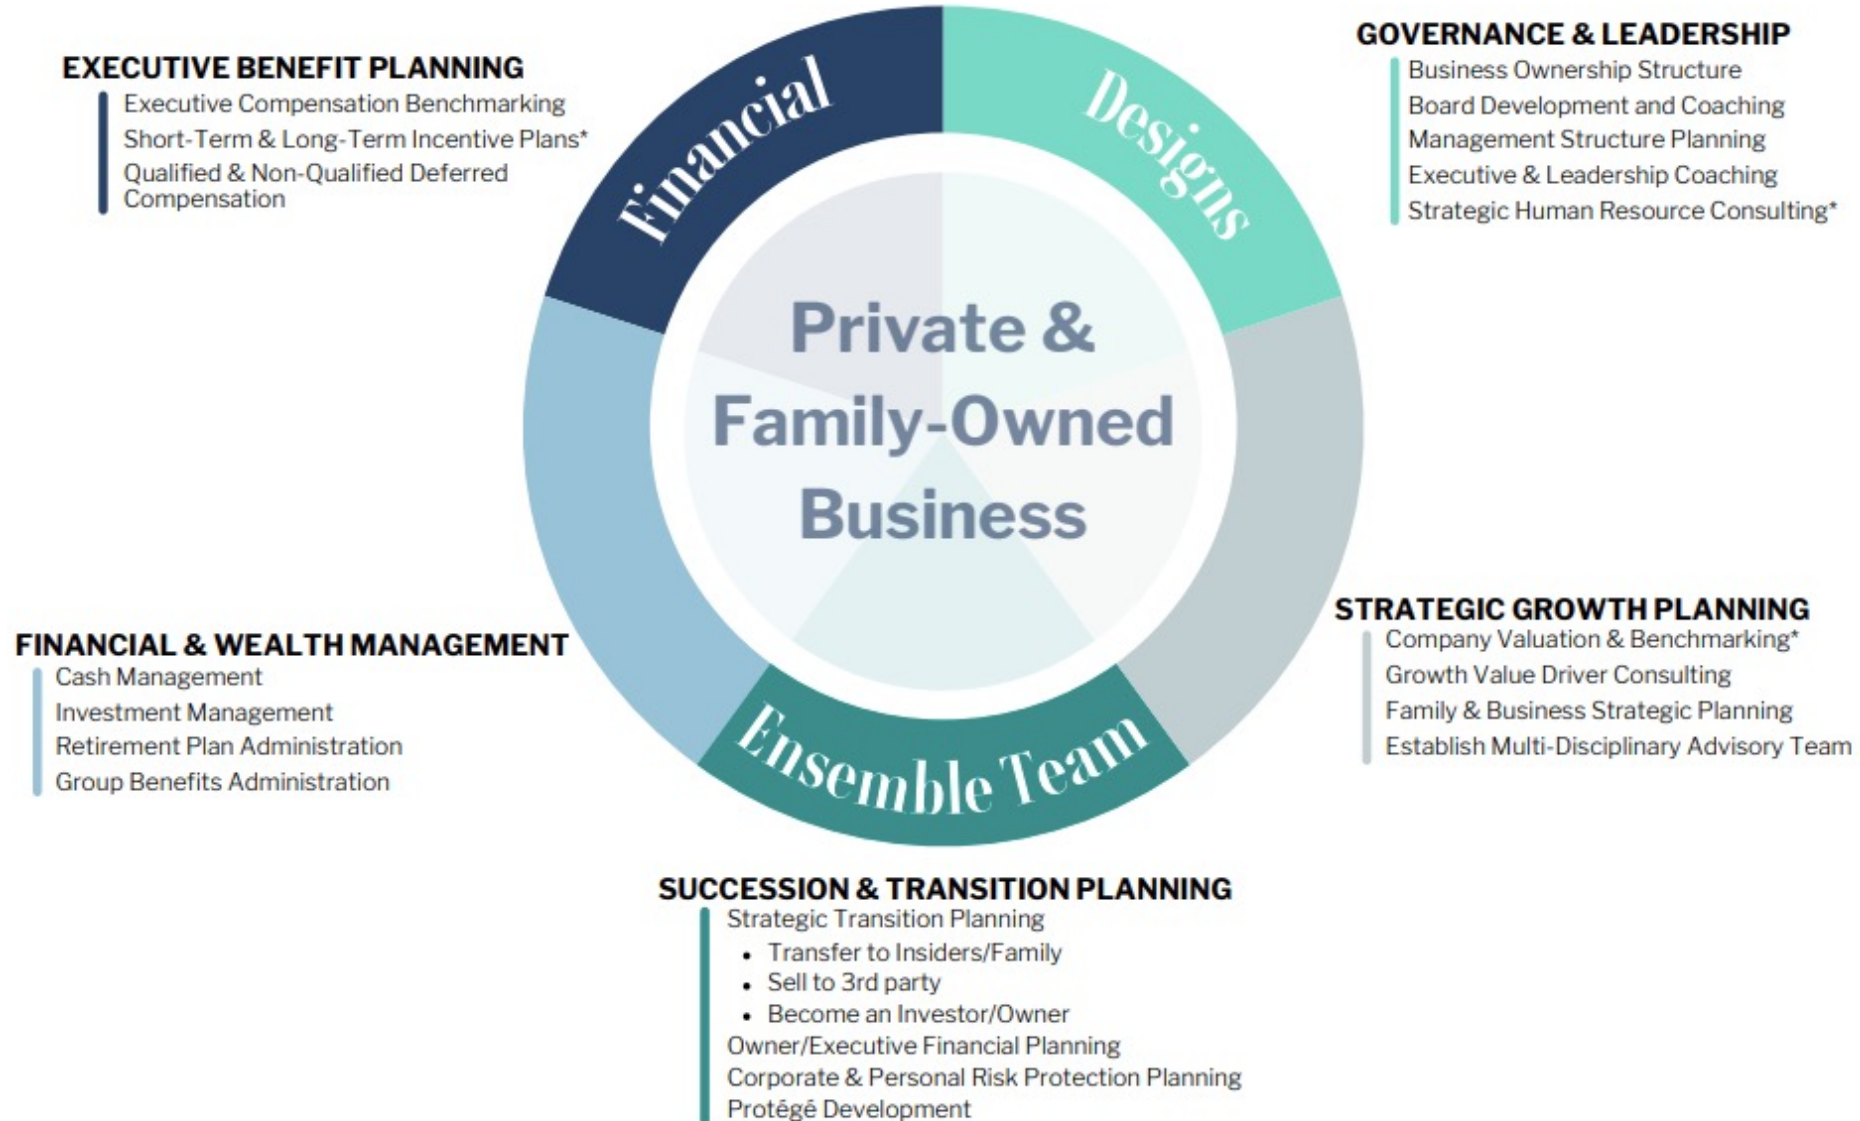 EXECUTIVE BENEFIT PLANNING
Executive Compensation Benchmarking
Short-Term & Long-Term Incentive Plans*
Qualified & Non-Qualified Deferred
Compensation
Financial
Designs
GOVERNANCE & LEADERSHIP
Business Ownership Structure
Board Development and Coaching
Management Structure Planning
Executive & Leadership Coaching
Strategic Human Resource Consulting*
Private &
Family-Owned
Business
FINANCIAL & WEALTH MANAGEMENT
Cash Management
Investment Management
Retirement Plan Administration
Group Benefits Administration
STRATEGIC GROWTH PLANNING
Company Valuation & Benchmarking*
Growth Value Driver Consulting
Family & Business Strategic Planning
Establish Multi-Disciplinary Advisory Team
Ensemble Team
SUCCESSION & TRANSITION PLANNING
Strategic Transition Planning
• Transfer to Insiders/Family
• Sell to 3rd party
• Become an Investor/Owner
Owner/Executive Financial Planning
Corporate & Personal Risk Protection Planning
Protégé Development